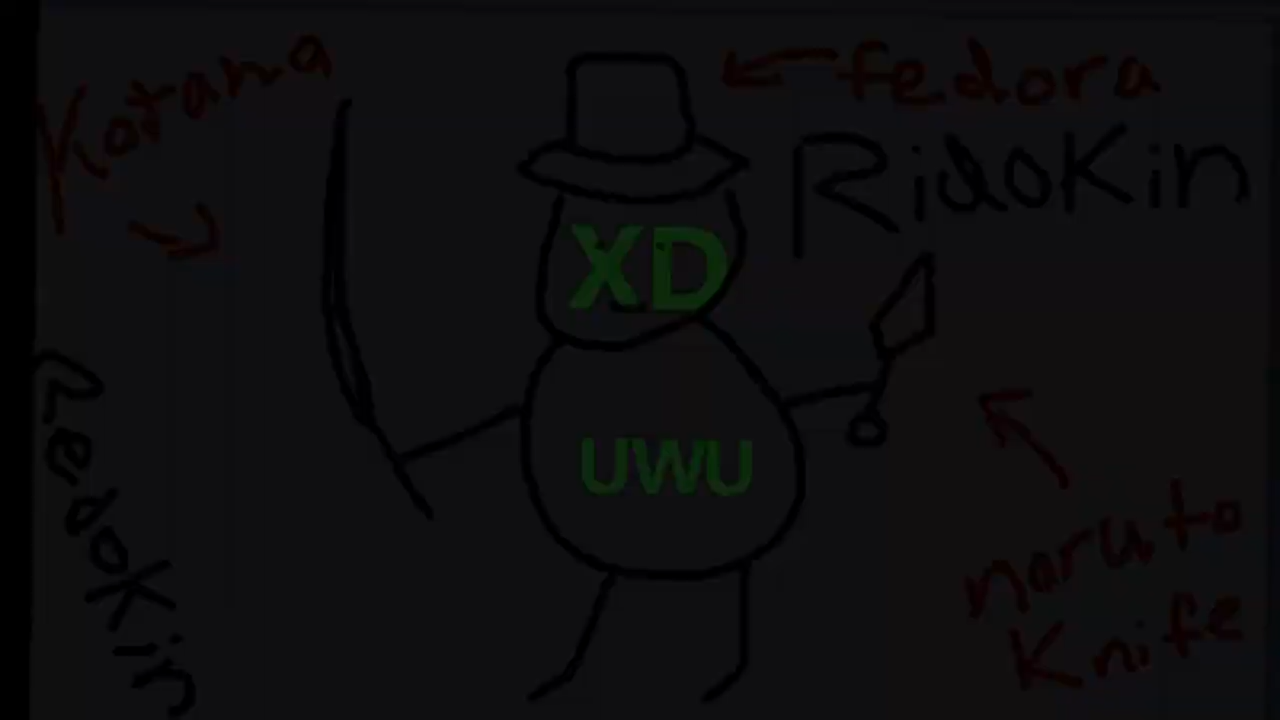 Katana
fedora
RidoKin
XD
UWU
RedoKin
naruto
Knife